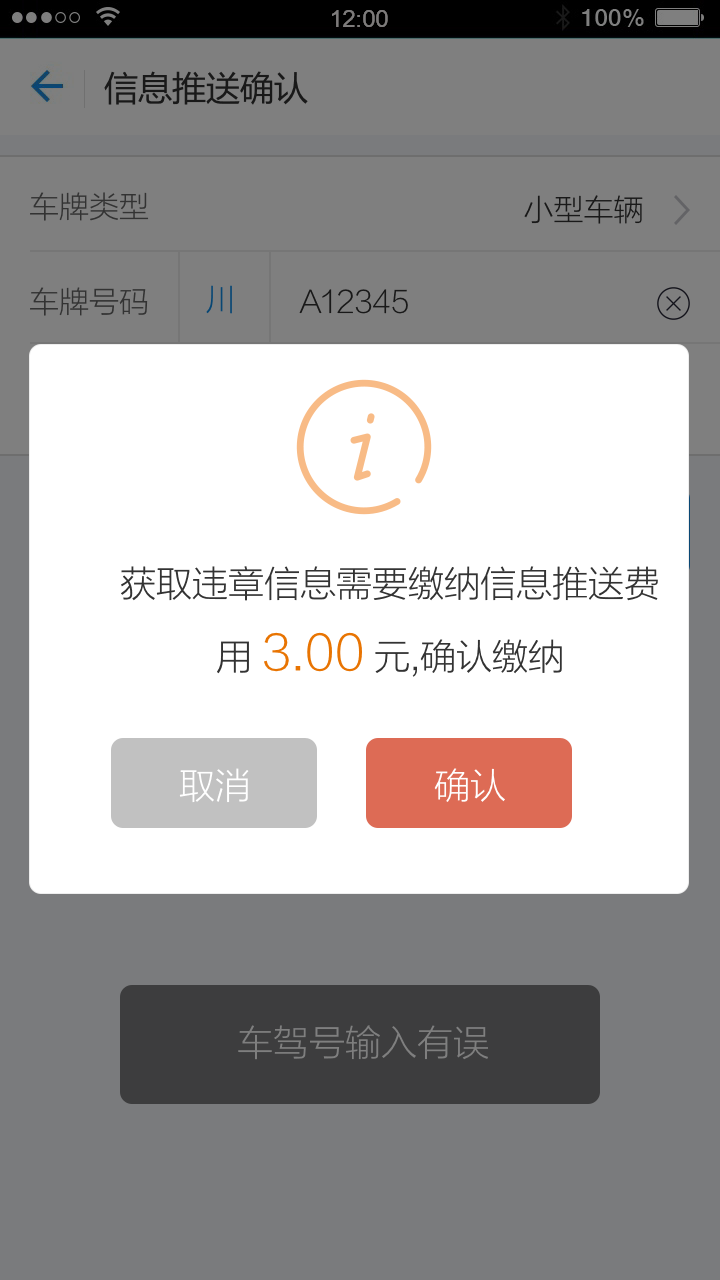 12:00
100%
信息推送确认
车牌类型
小型车辆
车牌号码
川
A12345
i
获取违章信息需要缴纳信息推送费
用 3.00 元,确认缴纳
取消
确认
车驾号输入有误